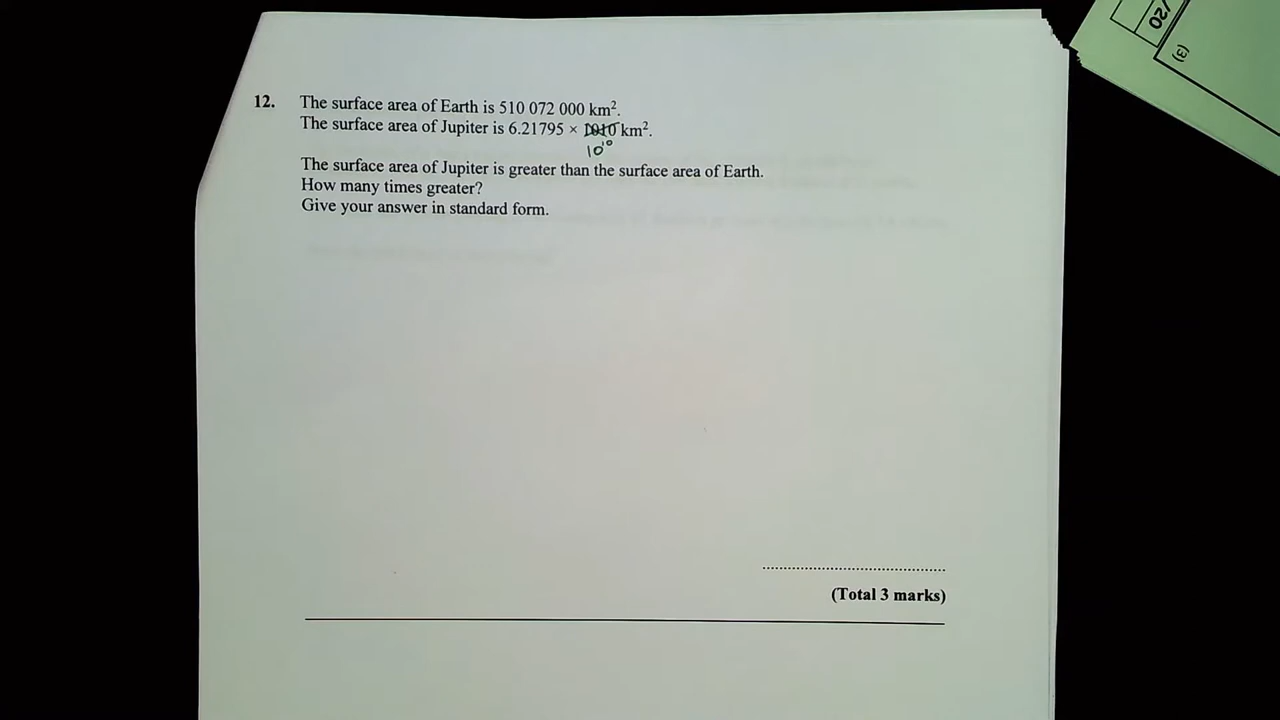 /20
(3)
12. The surface area of Earth is 510 072 000 km².
The surface area of Jupiter is 6.21795 × 1010 km².
10¹⁰
The surface area of Jupiter is greater than the surface area of Earth.
How many times greater?
Give your answer in standard form.
(Total 3 marks)